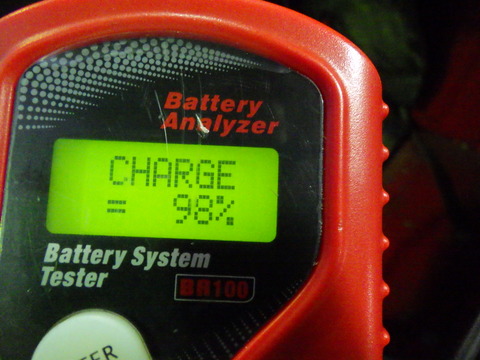 Battery
Analyzer
CHARGE
= 98%
Battery System
Tester
BA100